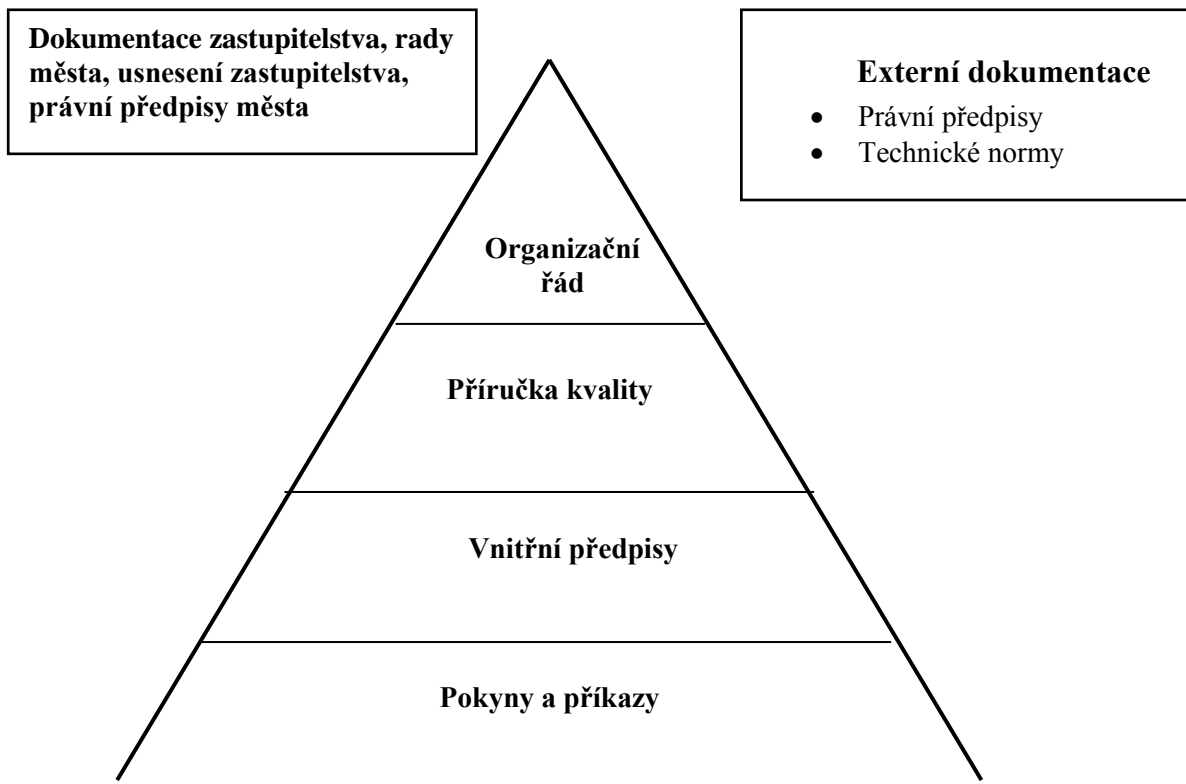 Dokumentace zastupitelstva, rady
města, usnesení zastupitelstva,
právní předpisy města
Externí dokumentace
• Právní předpisy
• Technické normy
Organizační
řád
Příručka kvality
Vnitřní předpisy
Pokyny a příkazy